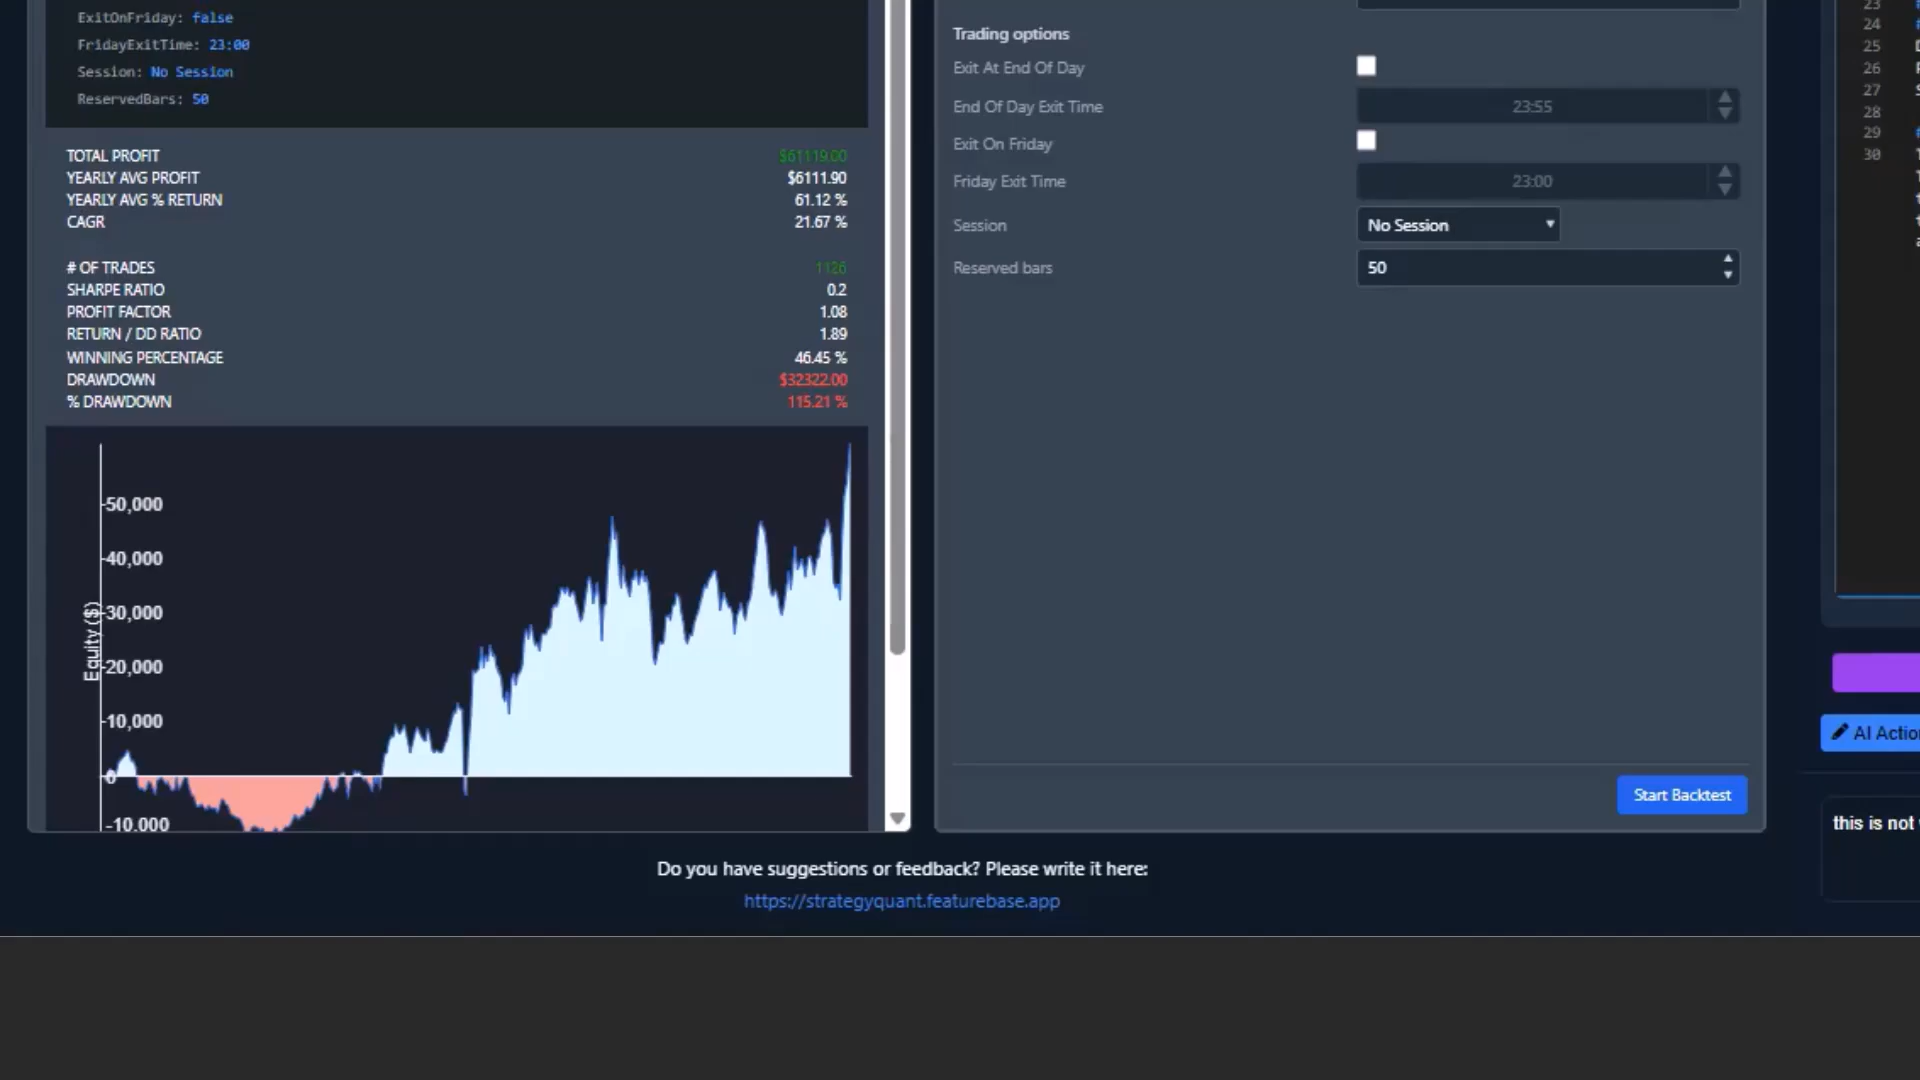 ExitOnFriday: false
FridayExitTime: 23:00
Session: No Session
ReservedBars: 50
TOTAL PROFIT $61119.00
YEARLY AVG PROFIT $6111.90
YEARLY AVG % RETURN 61.12 %
CAGR 21.67 %
# OF TRADES 1126
SHARPE RATIO 0.2
PROFIT FACTOR 1.08
RETURN / DD RATIO 1.89
WINNING PERCENTAGE 46.45 %
DRAWDOWN $32322.00
% DRAWDOWN 115.21 %
Equity ($)
50,000
40,000
30,000
20,000
10,000
0
-10,000
Trading options
Exit At End Of Day
End Of Day Exit Time 23:55
Exit On Friday
Friday Exit Time 23:00
Session No Session
Reserved bars 50
Start Backtest
23
24
25
26
27
28
29
30
AI Actio
this is not
Do you have suggestions or feedback? Please write it here:
https://strategyquant.featurebase.app